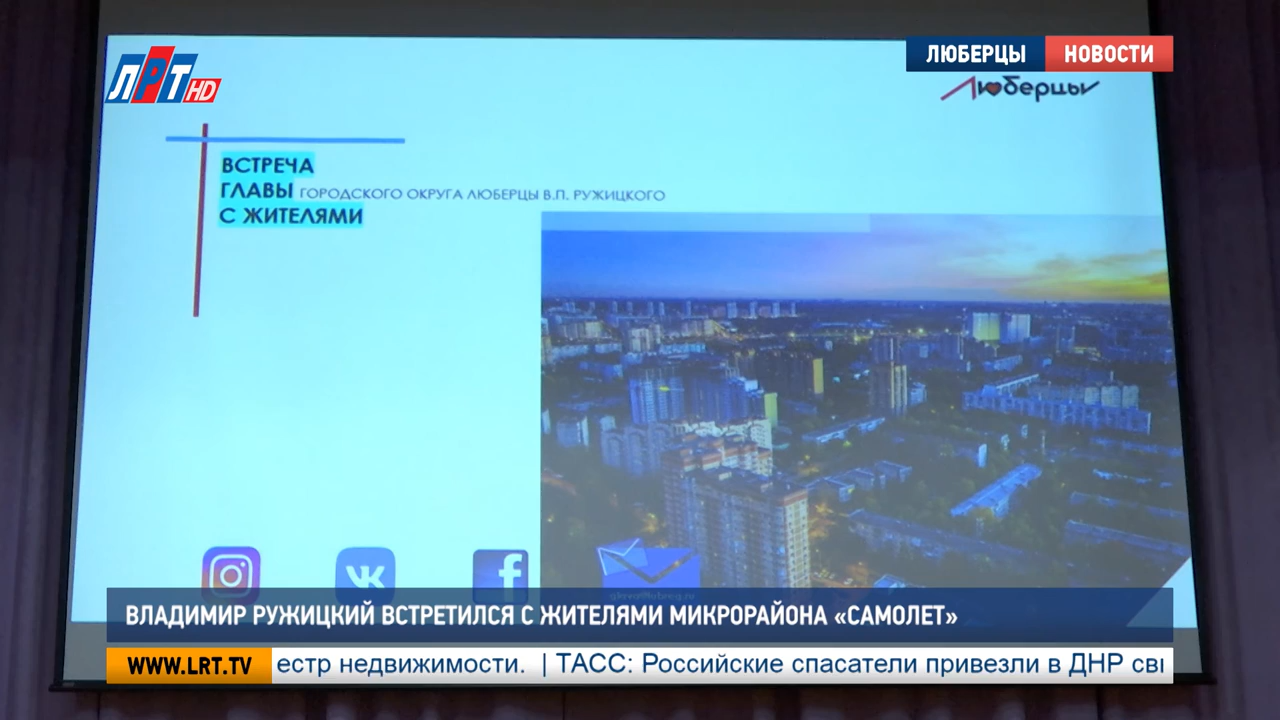 ЛРТ HD
ЛЮБЕРЦЫ НОВОСТИ
Люберцы
ВСТРЕЧА
ГЛАВЫ ГОРОДСКОГО ОКРУГА ЛЮБЕРЦЫ В.П. РУЖИЦКОГО
С ЖИТЕЛЯМИ
ВЛАДИМИР РУЖИЦКИЙ ВСТРЕТИЛСЯ С ЖИТЕЛЯМИ МИКРОРАЙОНА «САМОЛЕТ»
WWW.LRT.TV естр недвижимости. | ТАСС: Российские спасатели привезли в ДНР